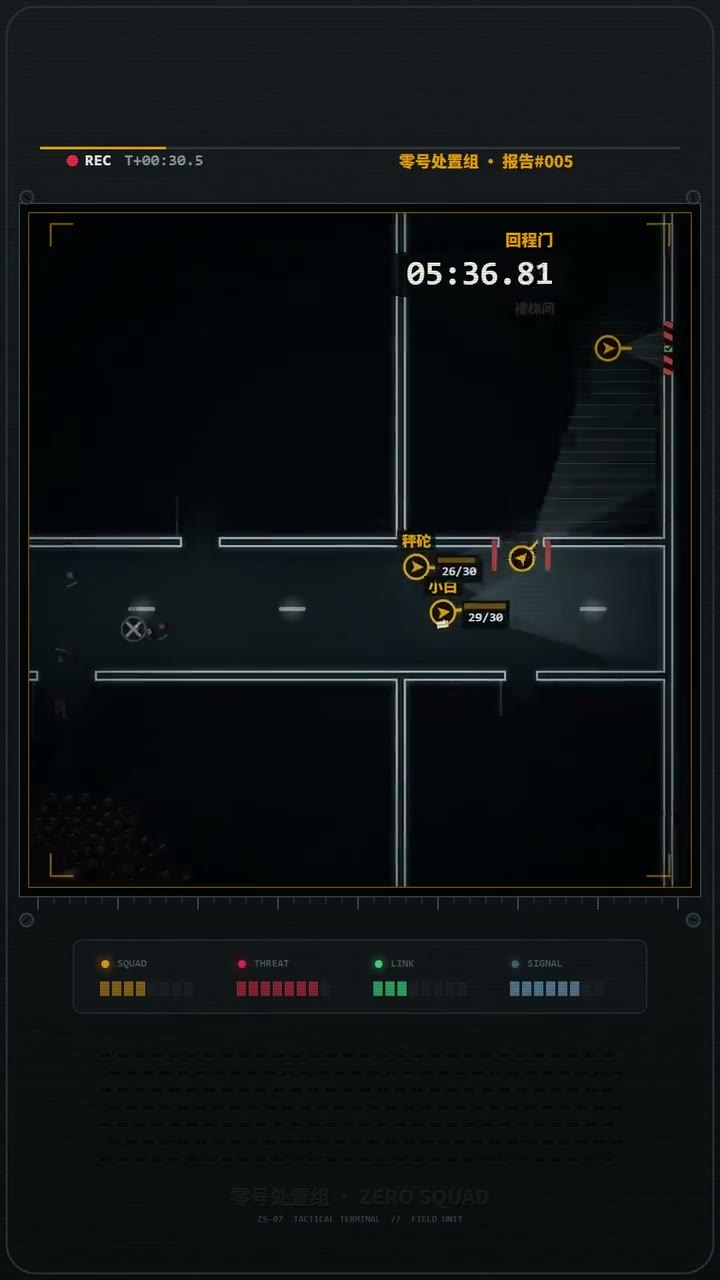 REC T+00:30.5
零号处置组 · 报告#005
回程门
05:36.81
楼梯间
秤砣
26/30
小白
29/30
SQUAD
THREAT
LINK
SIGNAL
零号处置组 · ZERO SQUAD
ZS-07 TACTICAL TERMINAL // FIELD UNIT